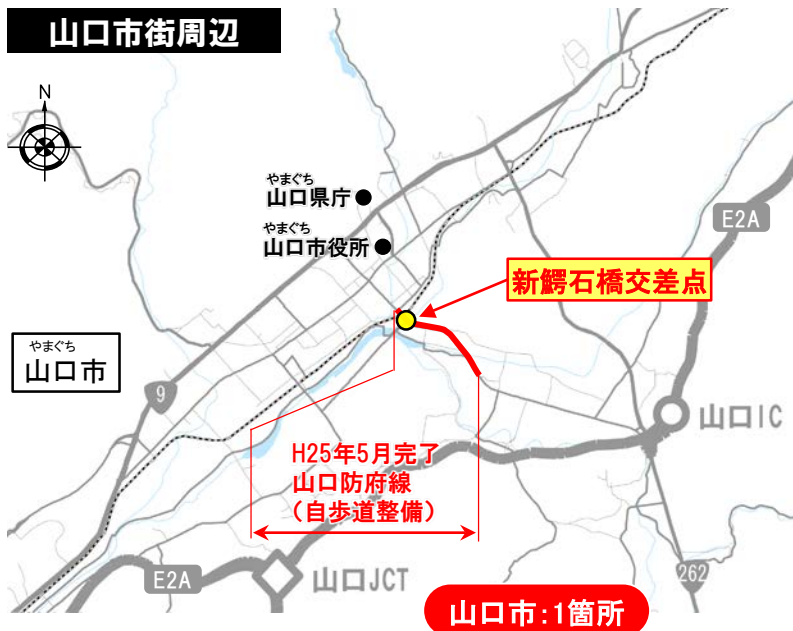 山口市街周辺
N
やまぐち
山口県庁
やまぐち
山口市役所
E2A
新鰐石橋交差点
やまぐち
山口市
9
山口IC
H25年5月完了
山口防府線
（自歩道整備）
E2A
山口JCT
262
山口市：1箇所